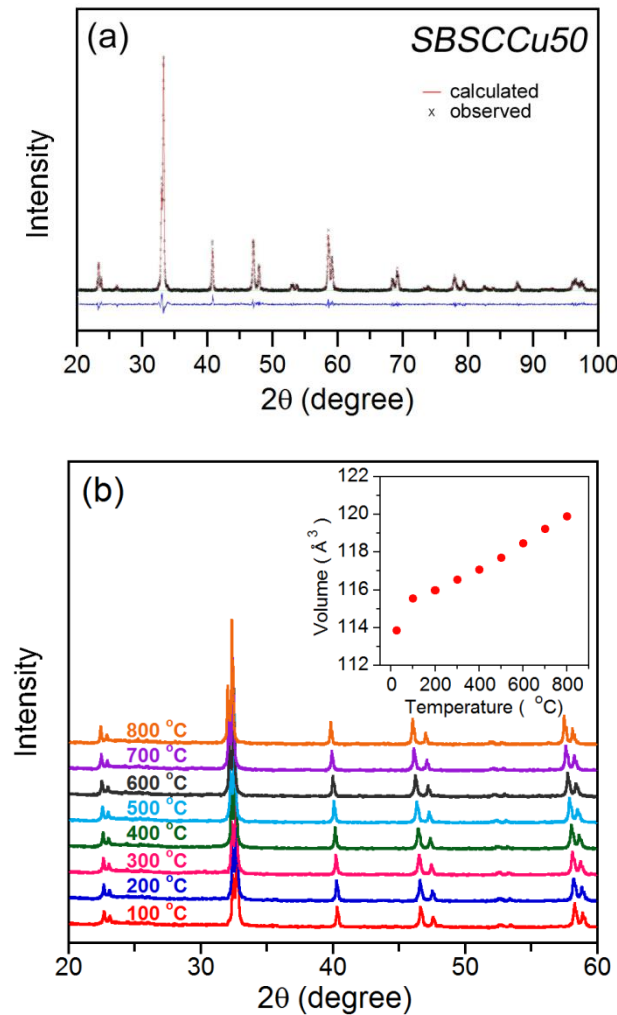 (a)
SBSCCu50
calculated
x observed
Intensity
20 30 40 50 60 70 80 90 100
2θ (degree)
(b)
122
120
118
116
114
112
Volume ( Å³ )
0 200 400 600 800
Temperature ( °C)
Intensity
800 °C
700 °C
600 °C
500 °C
400 °C
300 °C
200 °C
100 °C
20 30 40 50 60
2θ (degree)